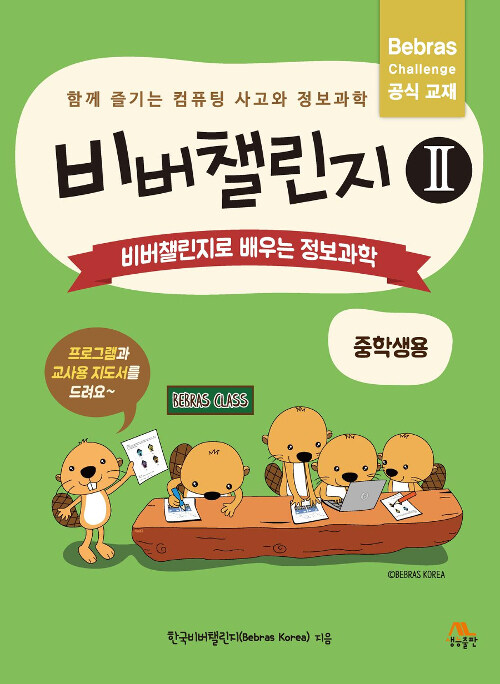 Bebras
Challenge
공식 교재
함께 즐기는 컴퓨팅 사고와 정보과학
비버챌린지 Ⅱ
비버챌린지로 배우는 정보과학
중학생용
프로그램과
교사용 지도서를
드려요~
BEBRAS CLASS
©BEBRAS KOREA
한국비버챌린지(Bebras Korea) 지음
생능출판